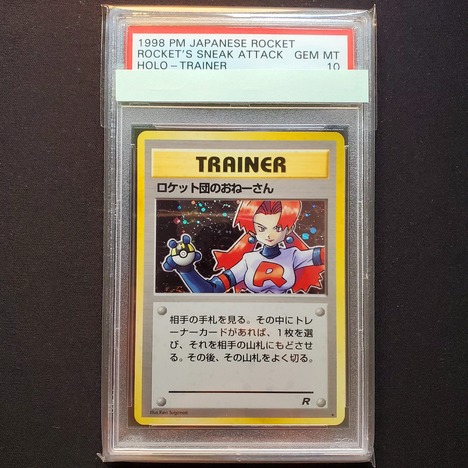 1998 PM JAPANESE ROCKET
ROCKET'S SNEAK ATTACK GEM MT
HOLO-TRAINER 10
TRAINER
ロケット団のおねーさん
R
相手の手札を見る。その中にトレ
ーナーカードがあれば、1枚を選
び、それを相手の山札にもどさせ
る。その後、その山札をよく切る。
R
Illus. Ken Sugimori